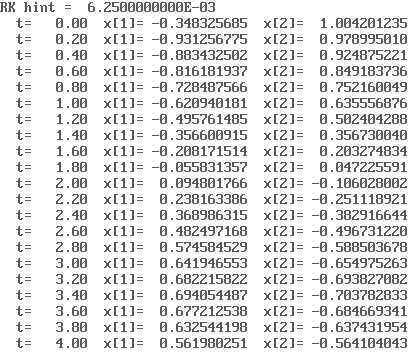 RK hint =  6.2500000000E-03
t=   0.00  x[1]= -0.348325685  x[2]=  1.004201235
t=   0.20  x[1]= -0.931256775  x[2]=  0.978995010
t=   0.40  x[1]= -0.883432502  x[2]=  0.924875221
t=   0.60  x[1]= -0.816181937  x[2]=  0.849183736
t=   0.80  x[1]= -0.728487566  x[2]=  0.752160049
t=   1.00  x[1]= -0.620940181  x[2]=  0.635556876
t=   1.20  x[1]= -0.495761485  x[2]=  0.502404288
t=   1.40  x[1]= -0.356600915  x[2]=  0.356730040
t=   1.60  x[1]= -0.208171514  x[2]=  0.203274834
t=   1.80  x[1]= -0.055831357  x[2]=  0.047225591
t=   2.00  x[1]=  0.094801766  x[2]= -0.106028002
t=   2.20  x[1]=  0.238163386  x[2]= -0.251118921
t=   2.40  x[1]=  0.368986315  x[2]= -0.382916644
t=   2.60  x[1]=  0.482497168  x[2]= -0.496731220
t=   2.80  x[1]=  0.574584529  x[2]= -0.588503678
t=   3.00  x[1]=  0.641946553  x[2]= -0.654975263
t=   3.20  x[1]=  0.682215822  x[2]= -0.693827082
t=   3.40  x[1]=  0.694054487  x[2]= -0.703782833
t=   3.60  x[1]=  0.677212538  x[2]= -0.684669341
t=   3.80  x[1]=  0.632544198  x[2]= -0.637431954
t=   4.00  x[1]=  0.561980251  x[2]= -0.564104043